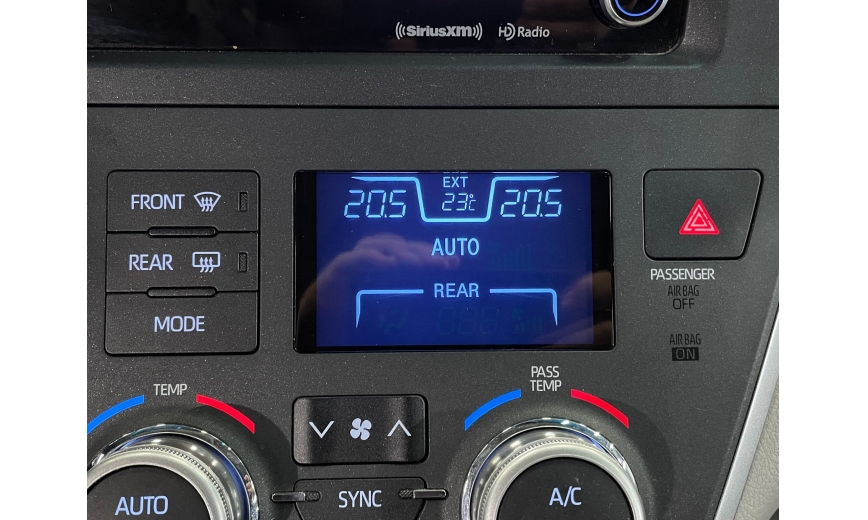 ((SiriusXM)) HD Radio
FRONT
REAR
MODE
EXT
20.5 23°C 20.5
AUTO
REAR
PASSENGER
AIR BAG
OFF
AIR BAG
ON
TEMP
PASS
TEMP
AUTO
SYNC
A/C